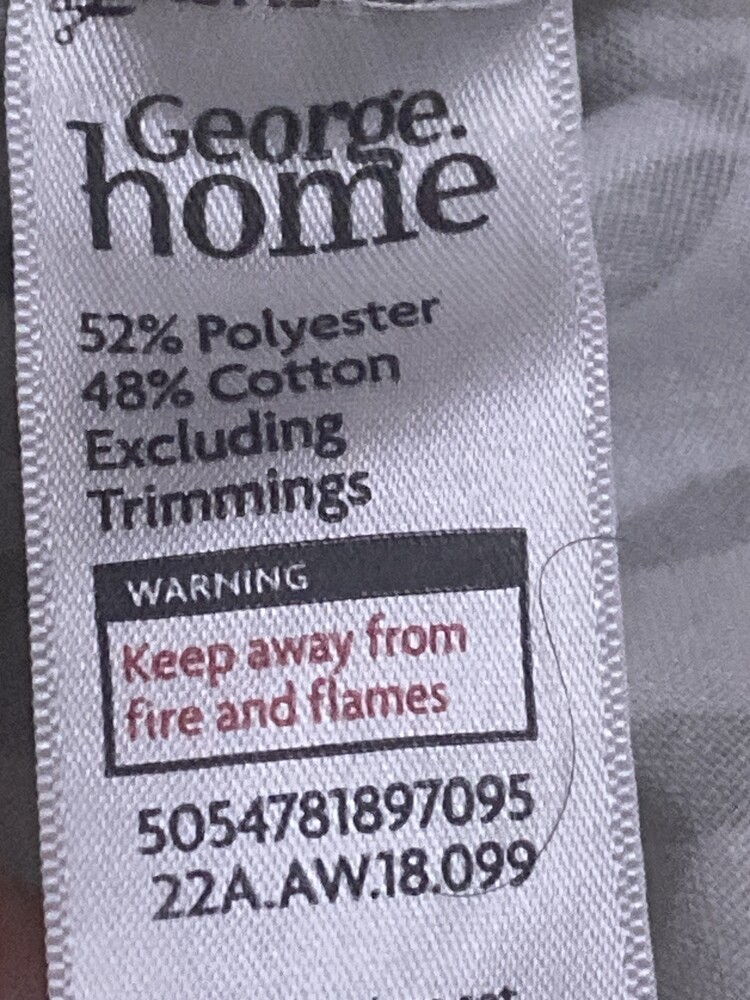 George.
home
52% Polyester
48% Cotton
Excluding
Trimmings
WARNING
Keep away from
fire and flames
5054781897095
22A.AW.18.099